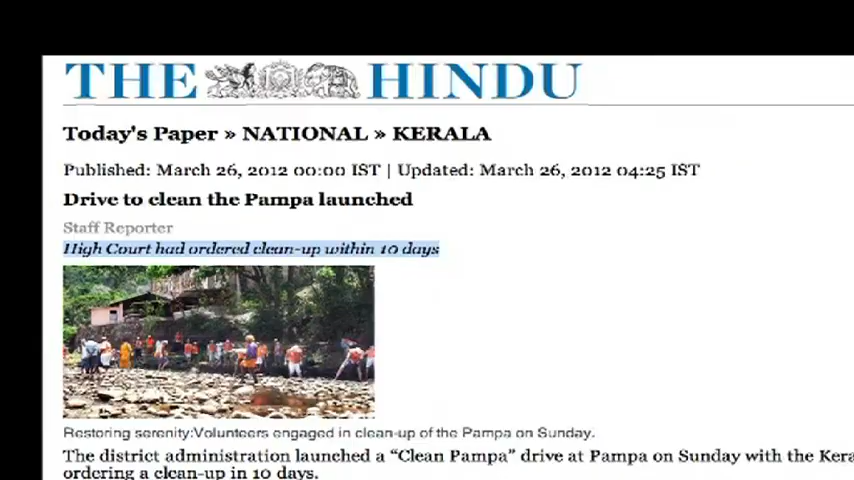 THE HINDU
Today's Paper » NATIONAL » KERALA
Published: March 26, 2012 00:00 IST | Updated: March 26, 2012 04:25 IST
Drive to clean the Pampa launched
Staff Reporter
High Court had ordered clean-up within 10 days
Restoring serenity:Volunteers engaged in clean-up of the Pampa on Sunday.
The district administration launched a “Clean Pampa” drive at Pampa on Sunday with the Kera
ordering a clean-up in 10 days.